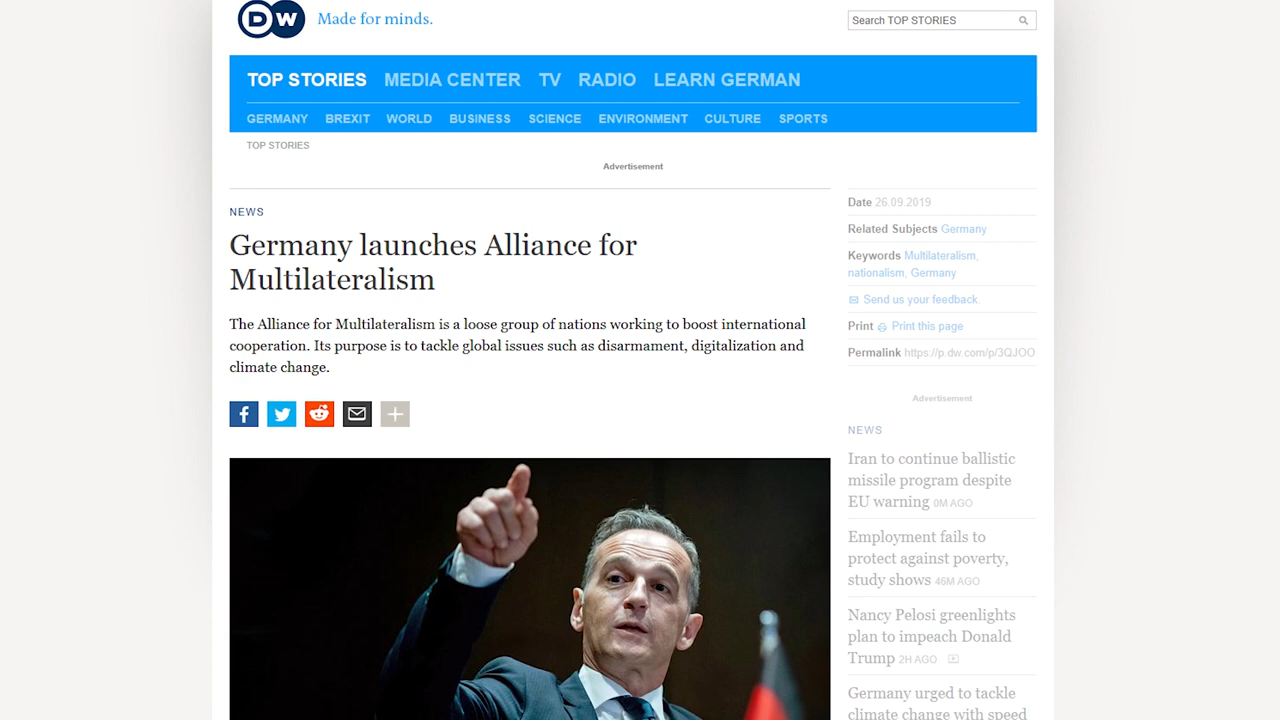 DW Made for minds.
Search TOP STORIES
TOP STORIES MEDIA CENTER TV RADIO LEARN GERMAN
GERMANY BREXIT WORLD BUSINESS SCIENCE ENVIRONMENT CULTURE SPORTS
TOP STORIES
Advertisement
NEWS
Germany launches Alliance for
Multilateralism
The Alliance for Multilateralism is a loose group of nations working to boost international
cooperation. Its purpose is to tackle global issues such as disarmament, digitalization and
climate change.
Date 26.09.2019
Related Subjects Germany
Keywords Multilateralism,
nationalism, Germany
Send us your feedback.
Print Print this page
Permalink https://p.dw.com/p/3QJOO
Advertisement
NEWS
Iran to continue ballistic
missile program despite
EU warning 0M AGO
Employment fails to
protect against poverty,
study shows 46M AGO
Nancy Pelosi greenlights
plan to impeach Donald
Trump 2H AGO
Germany urged to tackle
climate change with speed